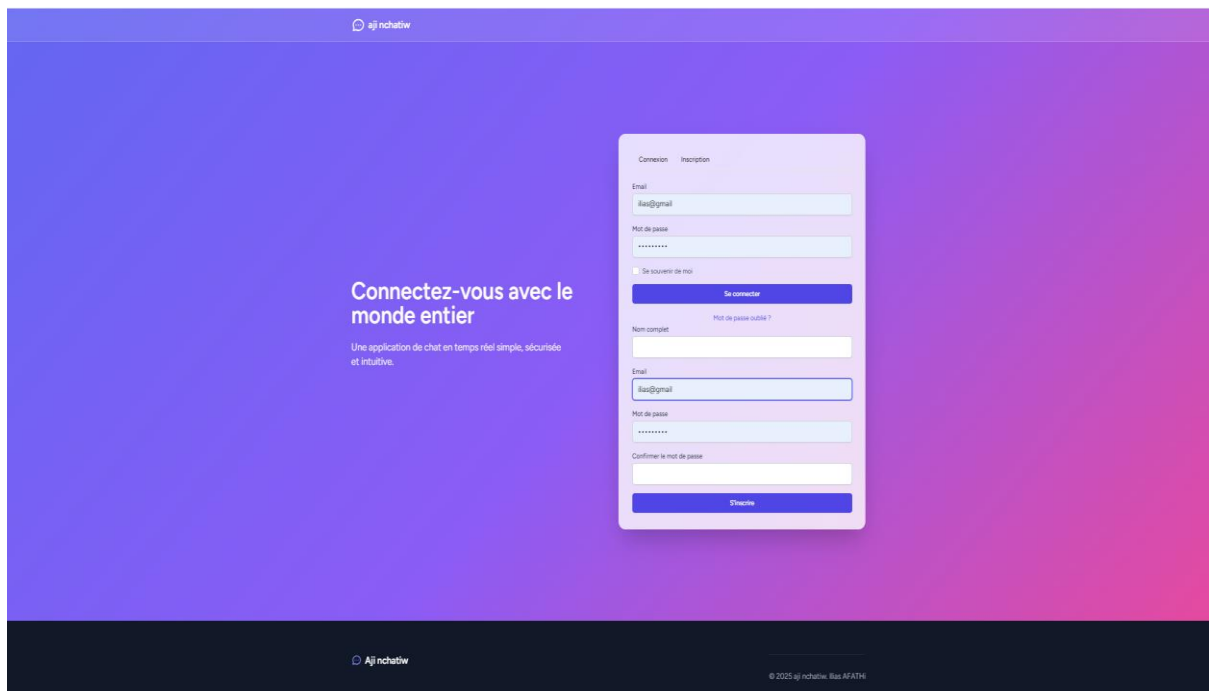 aji nchatiw
Connexion Inscription
Email
ilias@gmail
Mot de passe
•••••••••
Se souvenir de moi
Se connecter
Mot de passe oublié ?
Nom complet
Email
ilias@gmail
Mot de passe
•••••••••
Confirmer le mot de passe
S'inscrire
Connectez-vous avec le
monde entier
Une application de chat en temps réel simple, sécurisée
et intuitive.
Aji nchatiw
© 2025 aji nchatiw. Ilias AFATHi